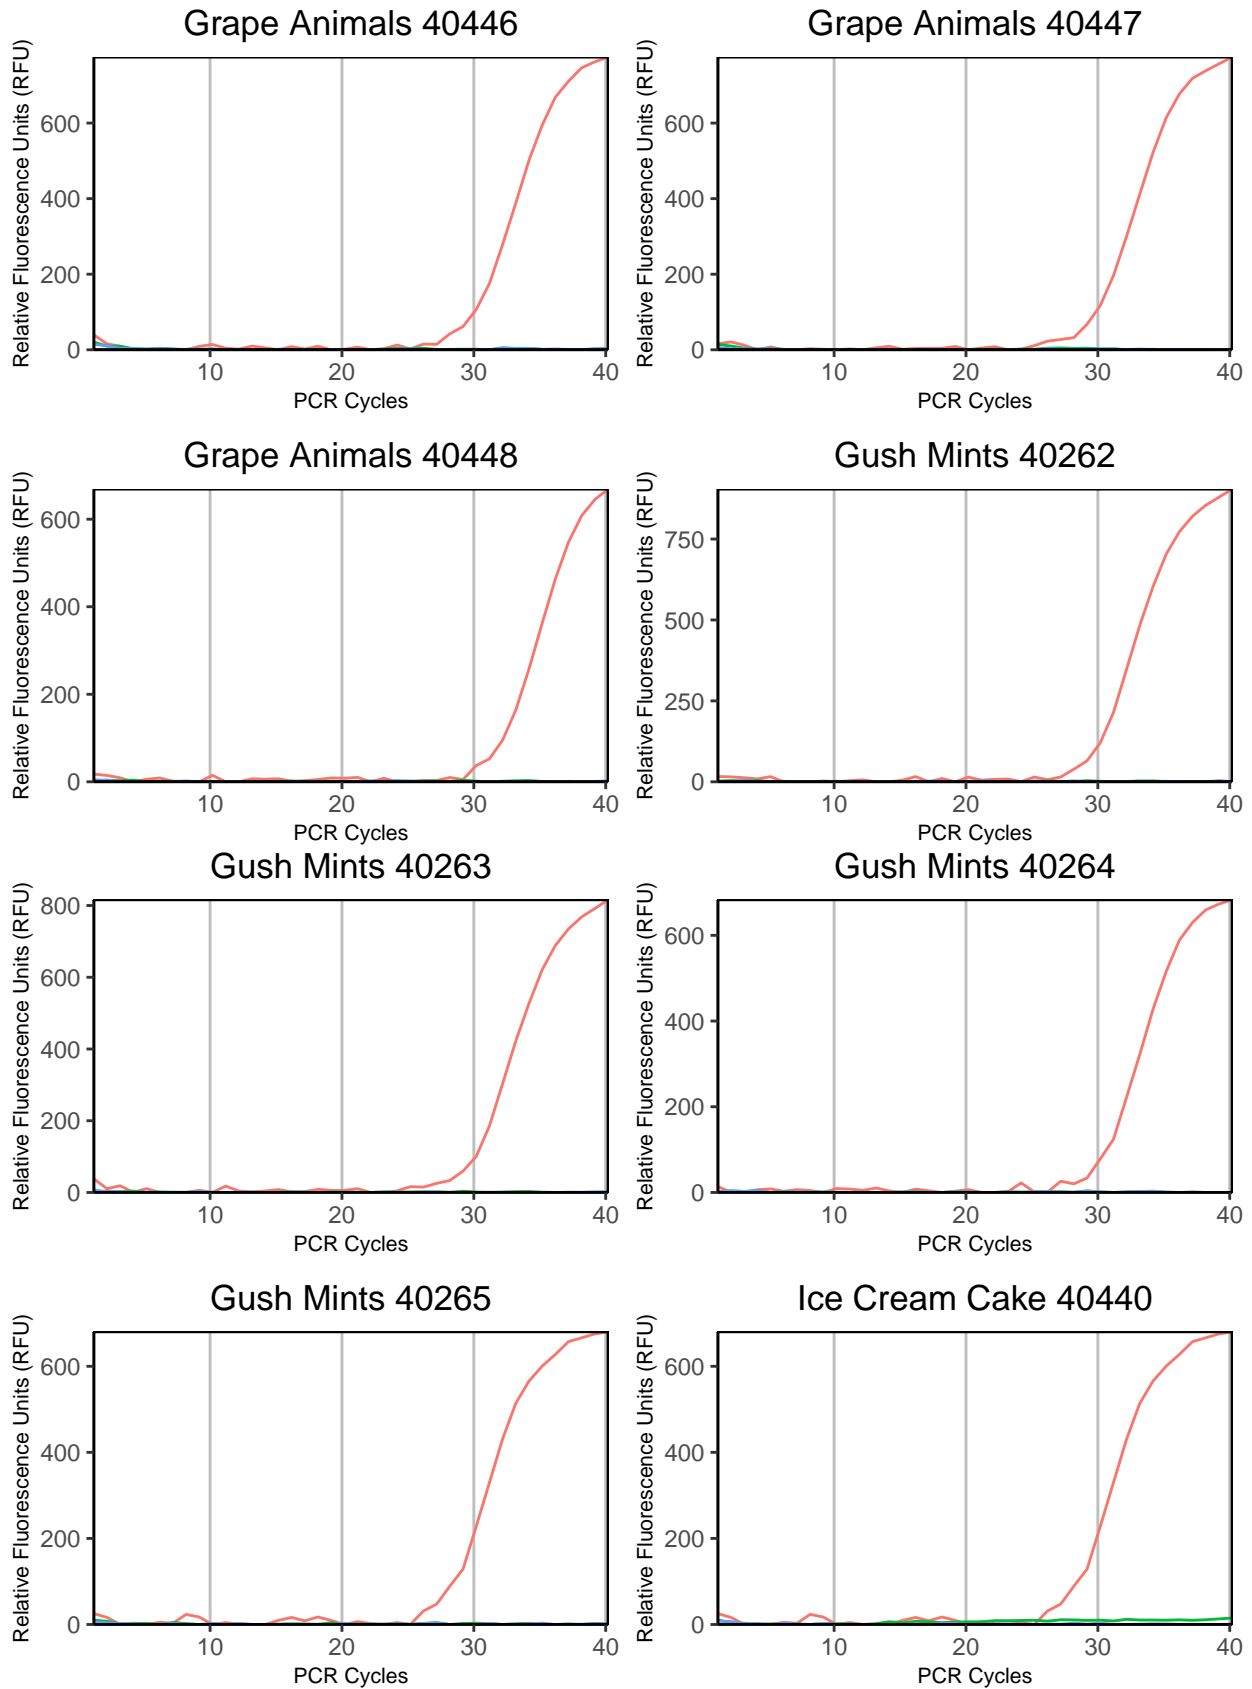 Grape Animals 40446
Relative Fluorescence Units (RFU)
600
400
200
0
10
20
30
40
PCR Cycles
Grape Animals 40447
Relative Fluorescence Units (RFU)
600
400
200
0
10
20
30
40
PCR Cycles
Grape Animals 40448
Relative Fluorescence Units (RFU)
600
400
200
0
10
20
30
40
PCR Cycles
Gush Mints 40262
Relative Fluorescence Units (RFU)
750
500
250
0
10
20
30
40
PCR Cycles
Gush Mints 40263
Relative Fluorescence Units (RFU)
800
600
400
200
0
10
20
30
40
PCR Cycles
Gush Mints 40264
Relative Fluorescence Units (RFU)
600
400
200
0
10
20
30
40
PCR Cycles
Gush Mints 40265
Relative Fluorescence Units (RFU)
600
400
200
0
10
20
30
40
PCR Cycles
Ice Cream Cake 40440
Relative Fluorescence Units (RFU)
600
400
200
0
10
20
30
40
PCR Cycles